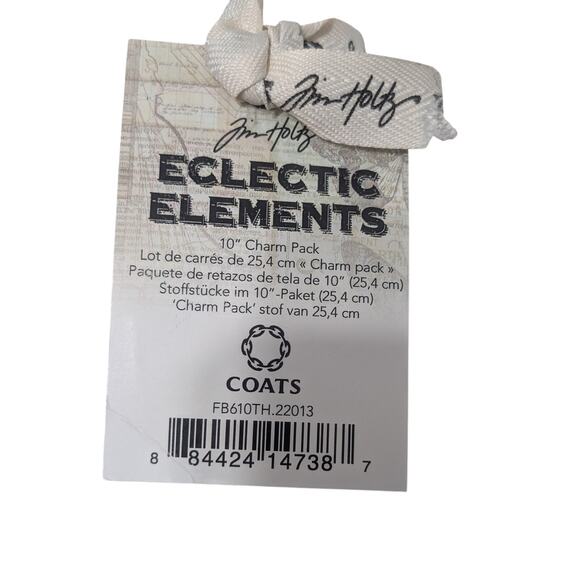 Tim Holtz
Tim Holtz
ECLECTIC
ELEMENTS
10" Charm Pack
Lot de carrés de 25,4 cm « Charm pack »
Paquete de retazos de tela de 10" (25,4 cm)
Stoffstücke im 10"-Paket (25,4 cm)
'Charm Pack' stof van 25,4 cm
COATS
FB610TH.22013
8 84424 14738 7